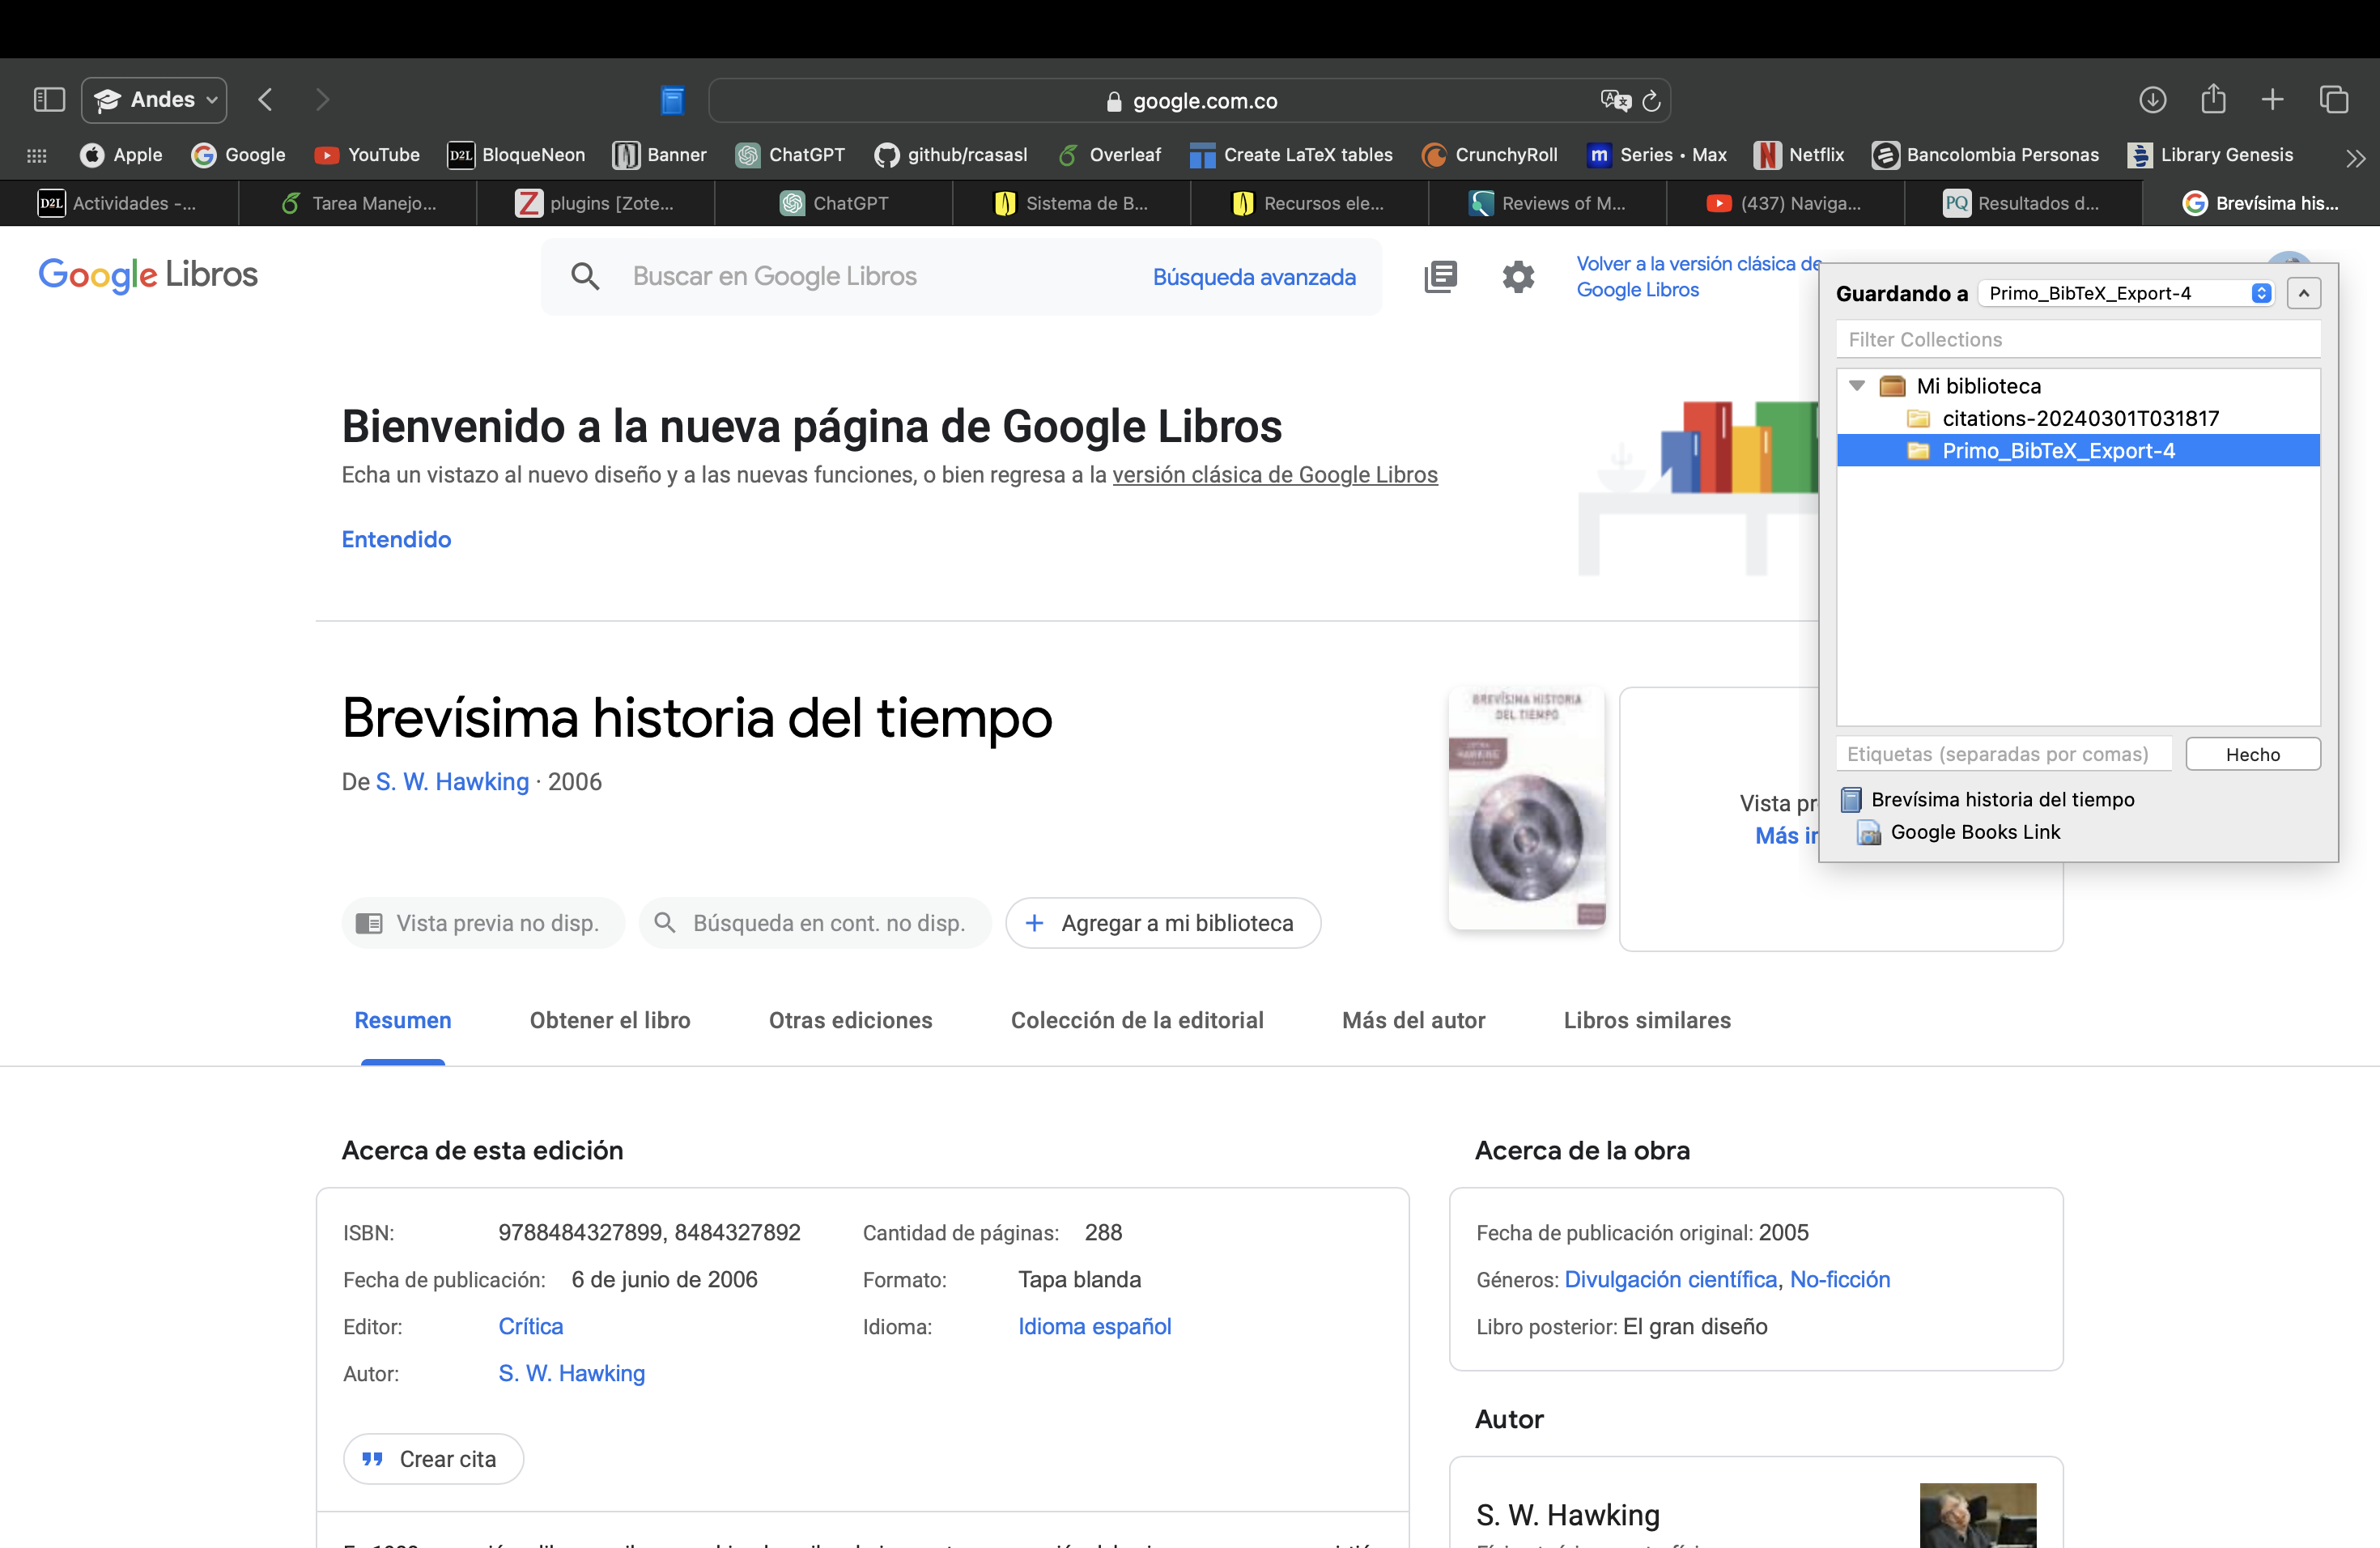 Andes
google.com.co
Apple Google YouTube D2L BloqueNeon Banner ChatGPT github/rcasasl Overleaf Create LaTeX tables CrunchyRoll m Series • Max N Netflix Bancolombia Personas Library Genesis
D2L Actividades -... Tarea Manejo... Z plugins [Zote... ChatGPT Sistema de B... Recursos ele... Reviews of M... (437) Naviga... PQ Resultados d... Brevísima his...
Google Libros
Buscar en Google Libros
Búsqueda avanzada
Volver a la versión clásica de
Google Libros
Guardando a Primo_BibTeX_Export-4
Filter Collections
Mi biblioteca
citations-20240301T031817
Primo_BibTeX_Export-4
Etiquetas (separadas por comas) Hecho
Brevísima historia del tiempo
Google Books Link
Bienvenido a la nueva página de Google Libros
Echa un vistazo al nuevo diseño y a las nuevas funciones, o bien regresa a la versión clásica de Google Libros
Entendido
Brevísima historia del tiempo
De S. W. Hawking · 2006
BREVÍSIMA HISTORIA
DEL TIEMPO
HAWKING
Vista pr
Más ir
Vista previa no disp. Búsqueda en cont. no disp. + Agregar a mi biblioteca
Resumen Obtener el libro Otras ediciones Colección de la editorial Más del autor Libros similares
Acerca de esta edición
ISBN: 9788484327899, 8484327892 Cantidad de páginas: 288
Fecha de publicación: 6 de junio de 2006 Formato: Tapa blanda
Editor: Crítica Idioma: Idioma español
Autor: S. W. Hawking
Crear cita
Acerca de la obra
Fecha de publicación original: 2005
Géneros: Divulgación científica, No-ficción
Libro posterior: El gran diseño
Autor
S. W. Hawking